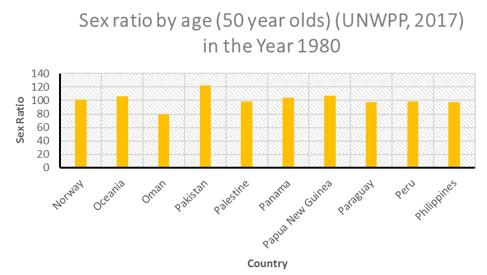 Sex ratio by age (50 year olds) (UNWPP, 2017)
in the Year 1980
140
120
100
80
60
40
20
0
Sex Ratio
Norway
Oceania
Oman
Pakistan
Palestine
Panama
Papua New Guinea
Paraguay
Peru
Philippines
Country